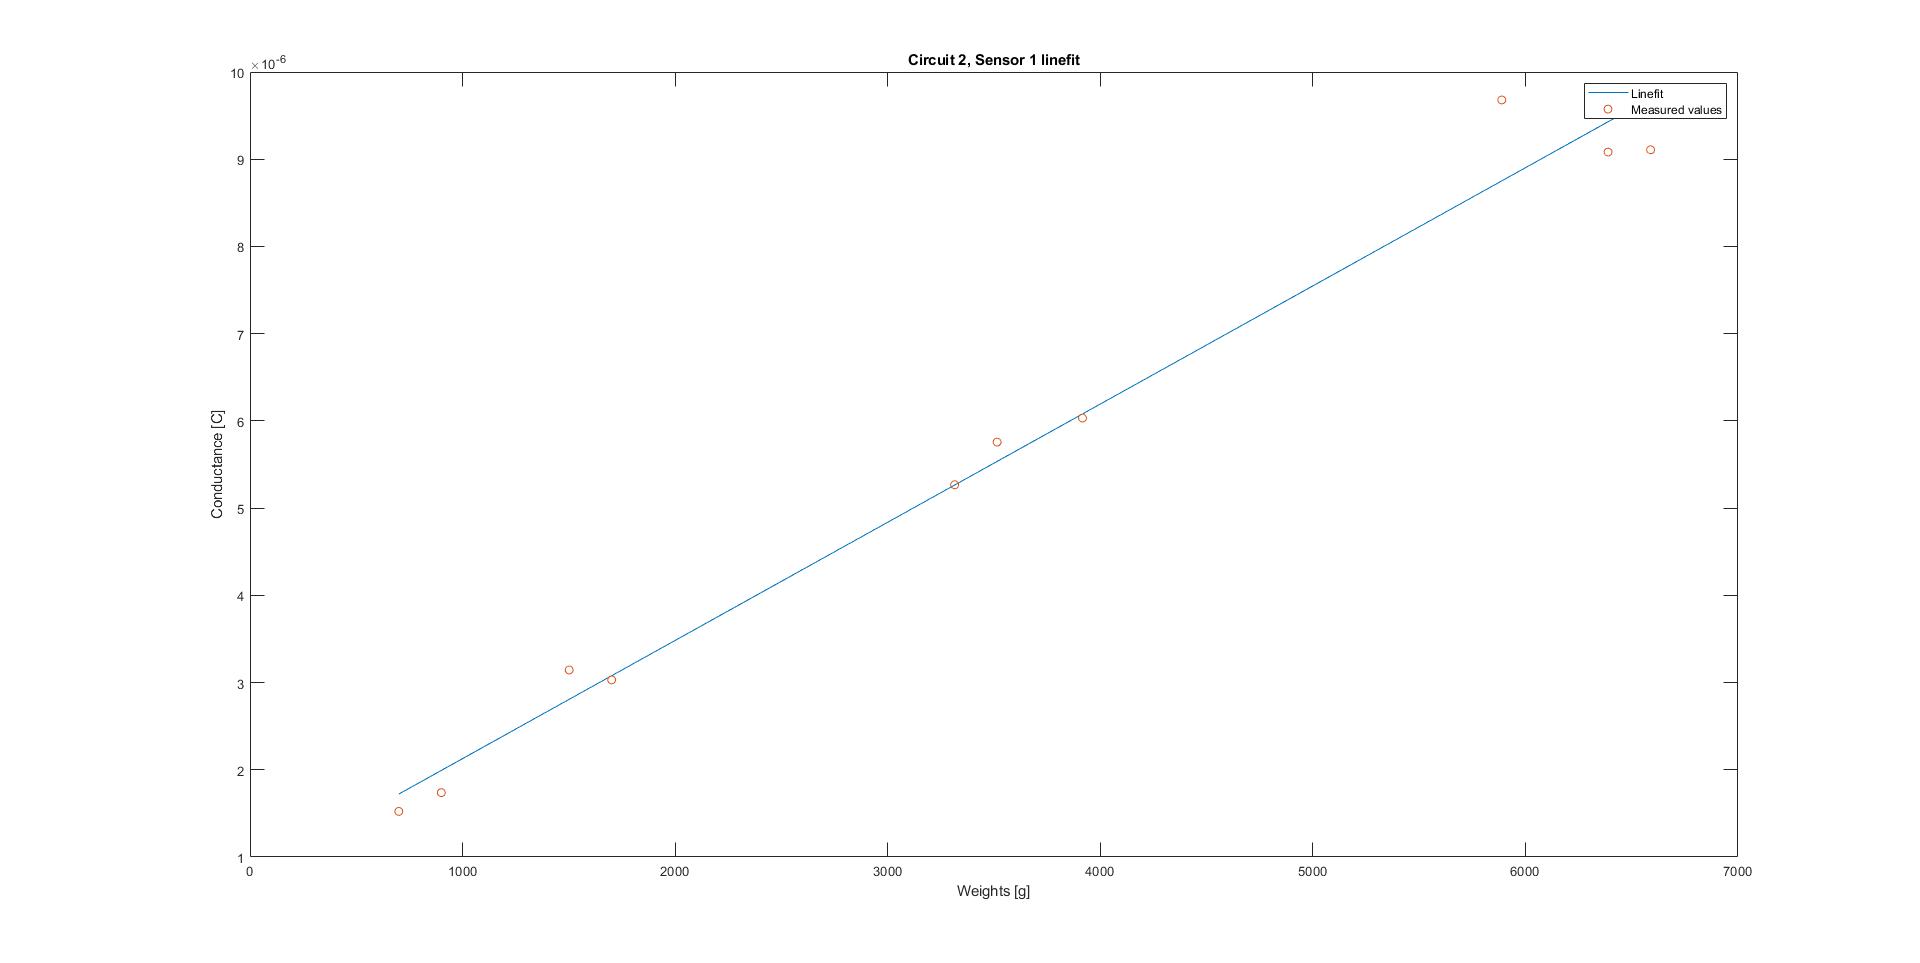 Circuit 2, Sensor 1 linefit
×10-6
10
9
8
7
6
5
4
3
2
1
Conductance [C]
0 1000 2000 3000 4000 5000 6000 7000
Weights [g]
Linefit
Measured values